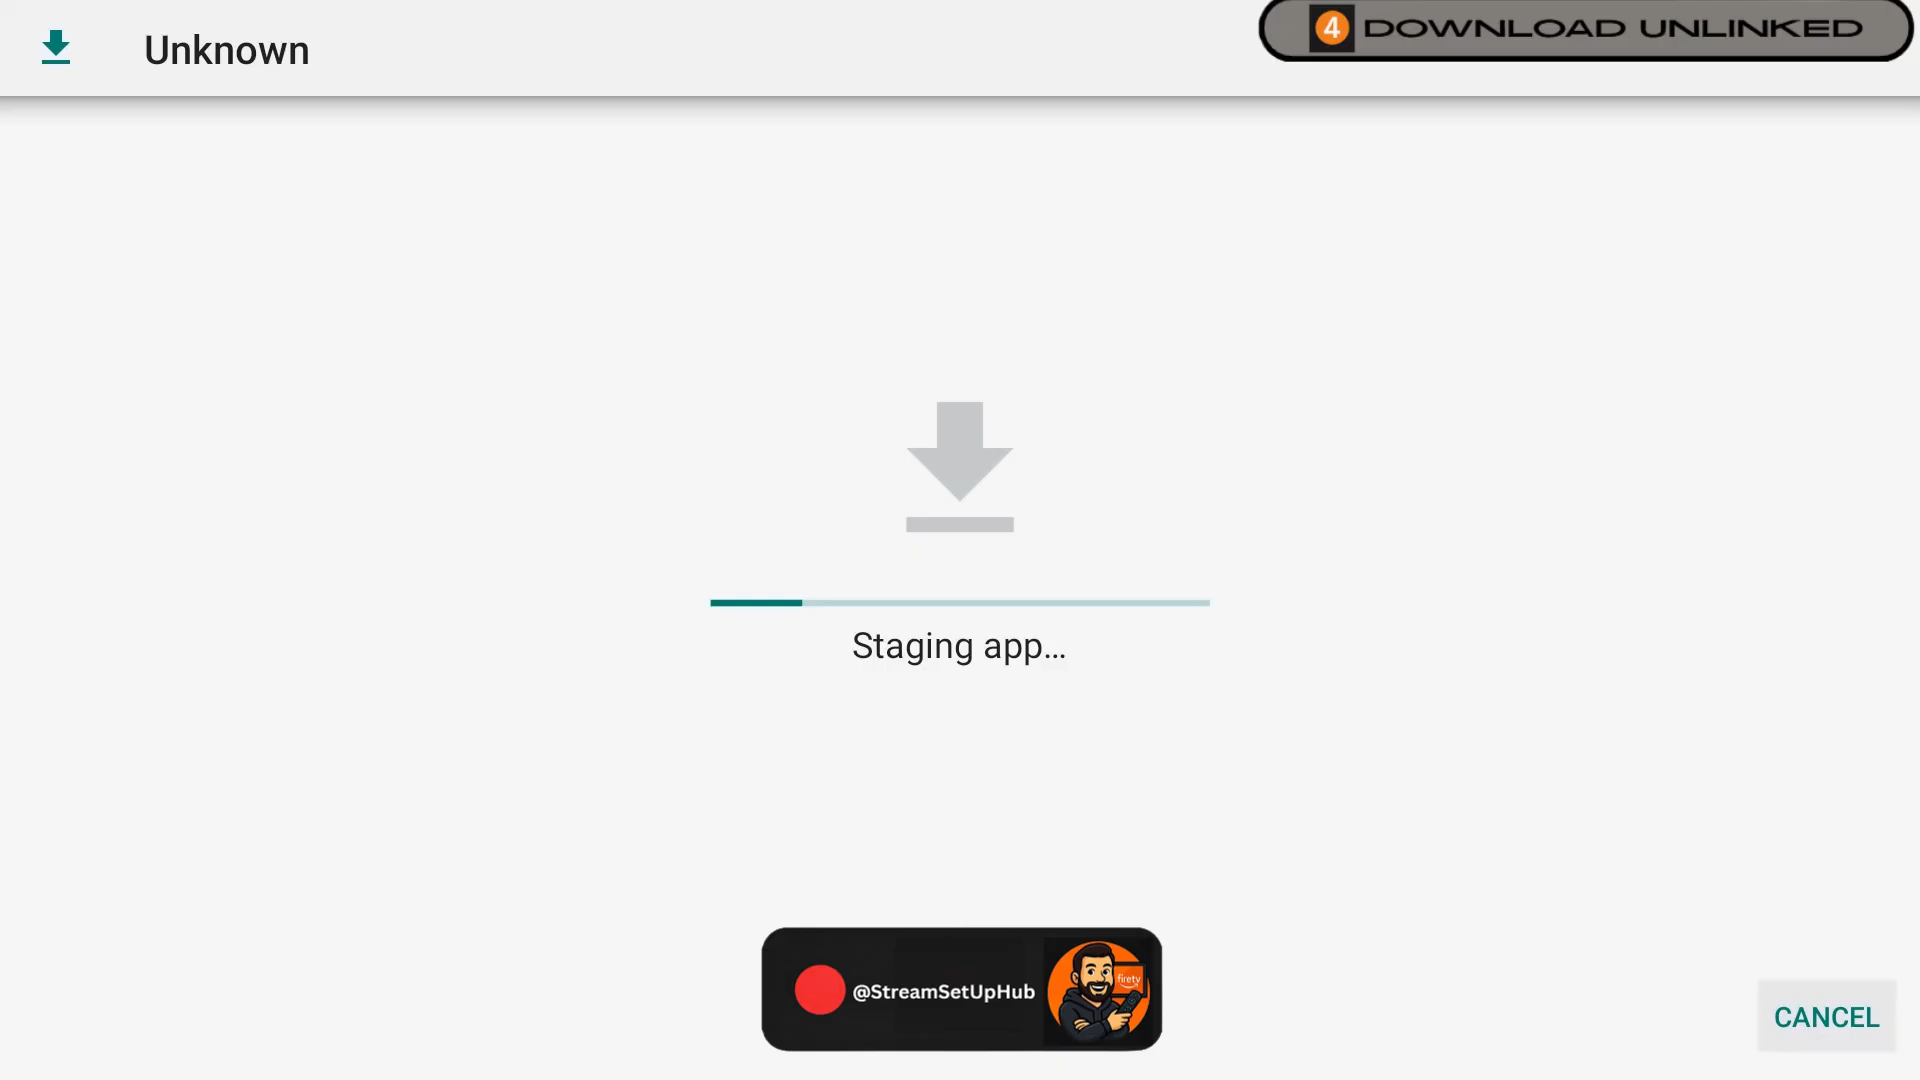 Unknown
4 DOWNLOAD UNLINKED
Staging app...
@StreamSetUpHub
firetv
CANCEL